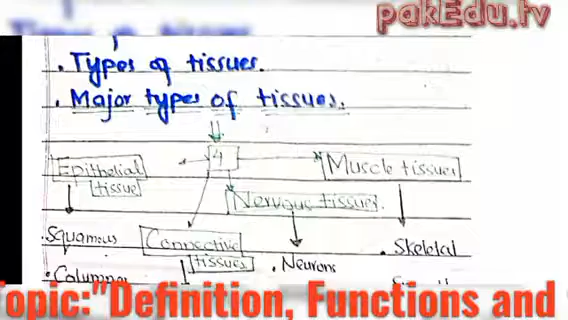 pakEdu.tv
. Types of tissues.
. Major types of tissues.
4
Epithelial
tissue
Muscle tissues
Nervous tissues.
. Squamous
Connective
tissues
. Neurons
. Skeletal
. Columnar
Topic:"Definition, Functions and